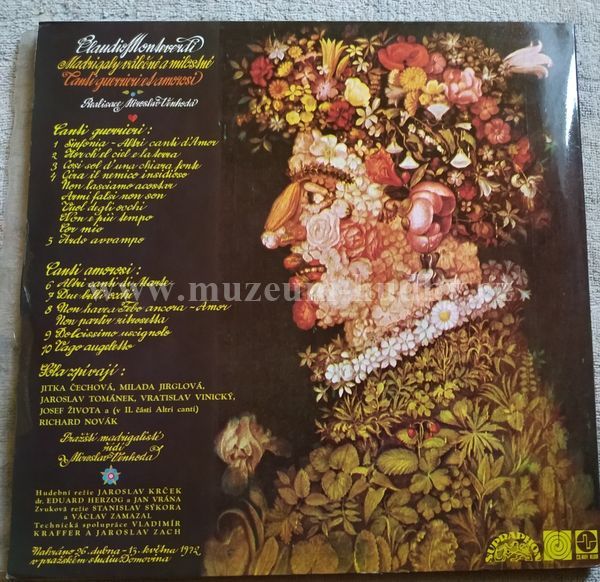 Claudio Monteverdi
Madrigaly válečné a milostné
Canti guerrieri et amorosi
Realizace Miroslav Venhoda
Canti guerrieri:
1 Sinfonia - Altri canti d'Amor
2 Hor ch'el ciel e la terra
3 Cosi sol d'una chiara fonte
4 Gira il nemico insidioso
Non lasciamo accostar
Armi falsi non son
Vuol degli occhi
Non è più tempo
Cor mio
5 Ardo avvampo
Canti amorosi:
6 Altri canti di Marte
7 Due belli occhi
8 Non havea Febo ancora - Amor
Non partir ritrosetta
9 Dolcissimo uscignolo
10 Vago augelletto
Sóla zpívají:
JITKA ČECHOVÁ, MILADA JIRGLOVÁ,
JAROSLAV TOMÁNEK, VRATISLAV VINICKÝ,
JOSEF ŽIVOTA a (v II. části Altri canti)
RICHARD NOVÁK
Pražští madrigalisté
řídí
Miroslav Venhoda
Hudební režie JAROSLAV KRČEK
dr. EDUARD HERZOG a JAN VRÁNA
Zvuková režie STANISLAV SÝKORA
a VÁCLAV ZAMAZAL
Technická spolupráce VLADIMÍR
KRAFFER A JAROSLAV ZACH
Nahráno 26. dubna - 15. května 1972
v pražském studiu Domovina
SUPRAPHON